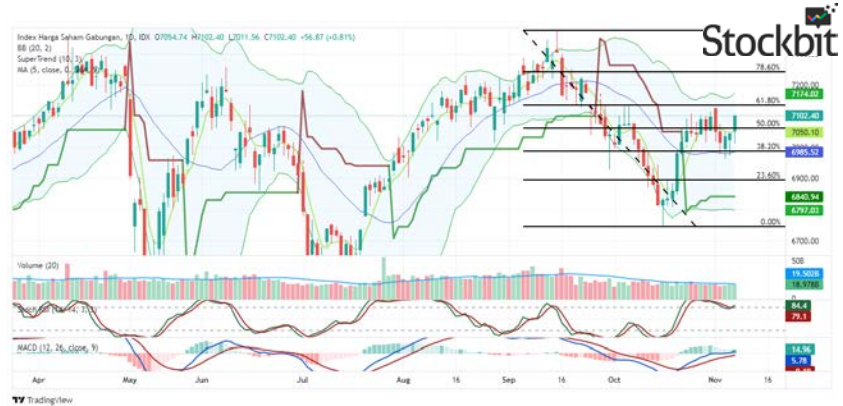 Stockbit
Index Harga Saham Gabungan, 1D, IDX O7054.74 H7102.40 L7011.56 C7102.40 +56.87 (+0.81%)
BB (20, 2)
SuperTrend (10, 3)
MA (5, close, 0,
78.60%
7200.00
7174.02
61.80%
7102.40
50.00%
7050.10
38.20%
6985.52
6900.00
23.60%
6840.94
6797.03
0.00%
6700.00
Volume (20)
50B
19.502B
18.978B
0
84.4
79.1
MACD (12, 26, close, 9)
14.96
5.78
Apr May Jun Jul Aug 16 Sep 16 Oct Nov 16
TradingView